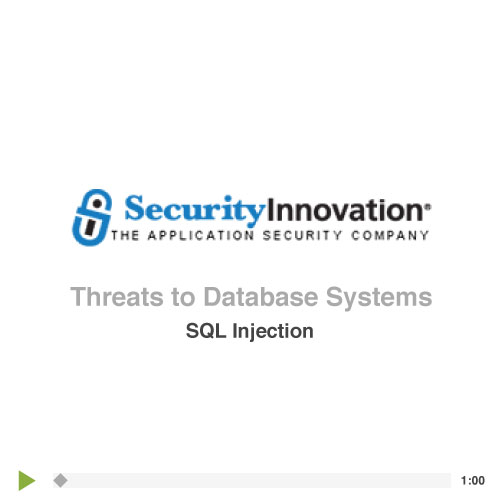 SecurityInnovation®
THE APPLICATION SECURITY COMPANY
Threats to Database Systems
SQL Injection
1:00